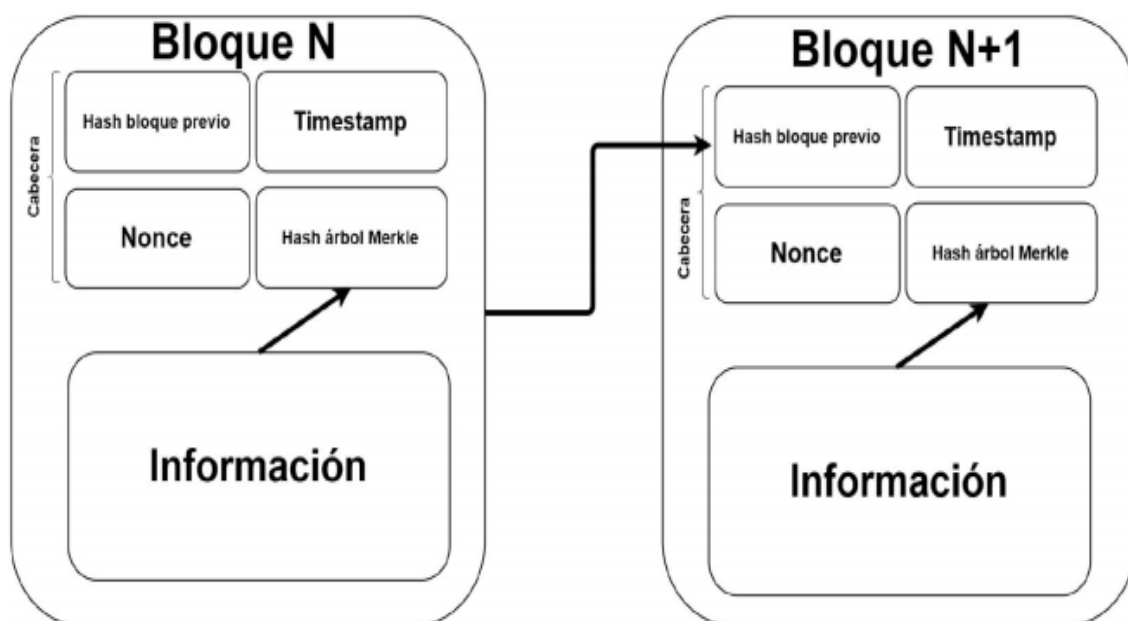 Bloque N
Cabecera
Hash bloque previo
Timestamp
Nonce
Hash árbol Merkle
Información
Bloque N+1
Cabecera
Hash bloque previo
Timestamp
Nonce
Hash árbol Merkle
Información